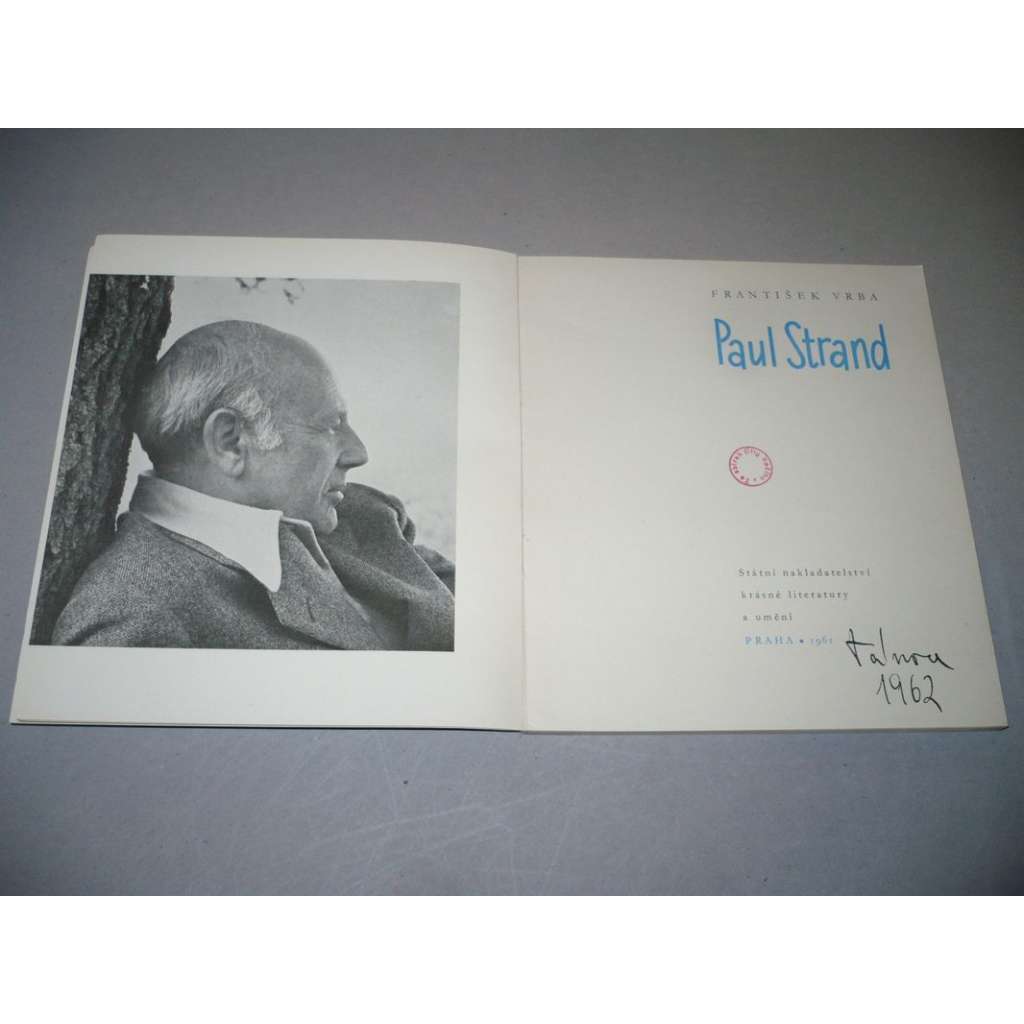 FRANTIŠEK VRBA
Paul Strand
Státní nakladatelství
krásné literatury
a umění
PRAHA • 1961
1962